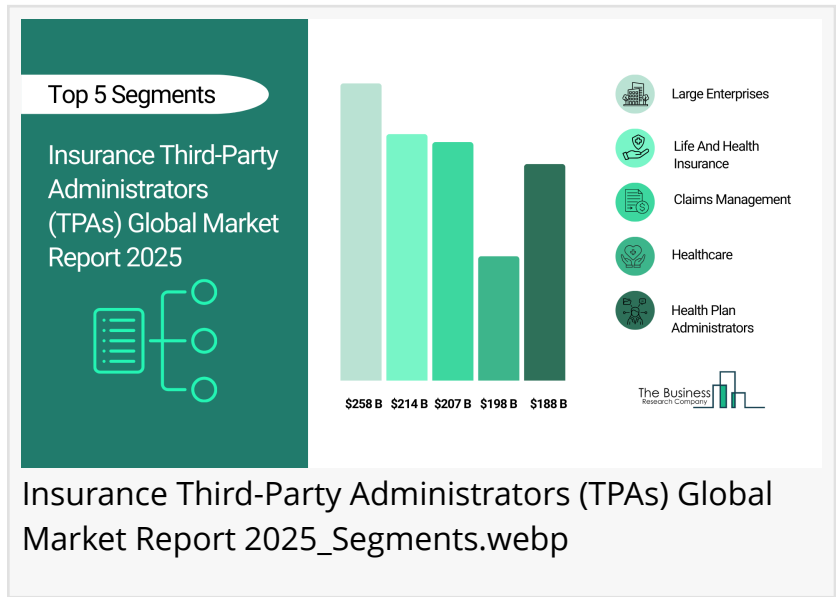 Top 5 Segments
Insurance Third-Party
Administrators
(TPAs) Global Market
Report 2025
$258 B $214 B $207 B $198 B $188 B
Large Enterprises
Life And Health
Insurance
Claims Management
Healthcare
Health Plan
Administrators
The Business
Research Company
Insurance Third-Party Administrators (TPAs) Global
Market Report 2025_Segments.webp